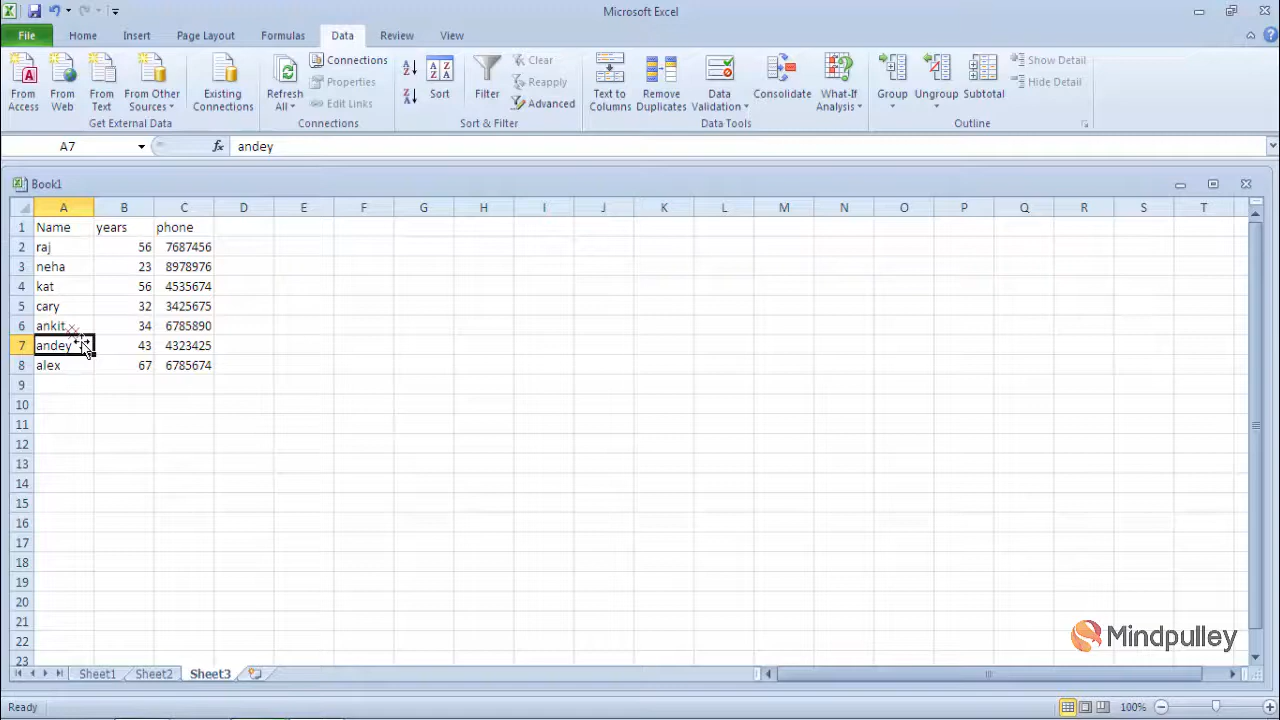 Microsoft Excel
File Home Insert Page Layout Formulas Data Review View
From Access
From Web
From Text
From Other Sources
Existing Connections
Get External Data
Refresh All
Connections
Properties
Edit Links
Connections
Sort
Filter
Clear
Reapply
Advanced
Sort & Filter
Text to Columns
Remove Duplicates
Data Validation
Consolidate
What-If Analysis
Data Tools
Group
Ungroup
Subtotal
Show Detail
Hide Detail
Outline
A7 fx andey
Book1
A B C D E F G H I J K L M N O P Q R S T
1 Name years phone
2 raj 56 7687456
3 neha 23 8978976
4 kat 56 4535674
5 cary 32 3425675
6 ankit 34 6785890
7 andey 43 4323425
8 alex 67 6785674
9
10
11
12
13
14
15
16
17
18
19
20
21
22
23
Mindpulley
Sheet1 Sheet2 Sheet3
Ready 100%